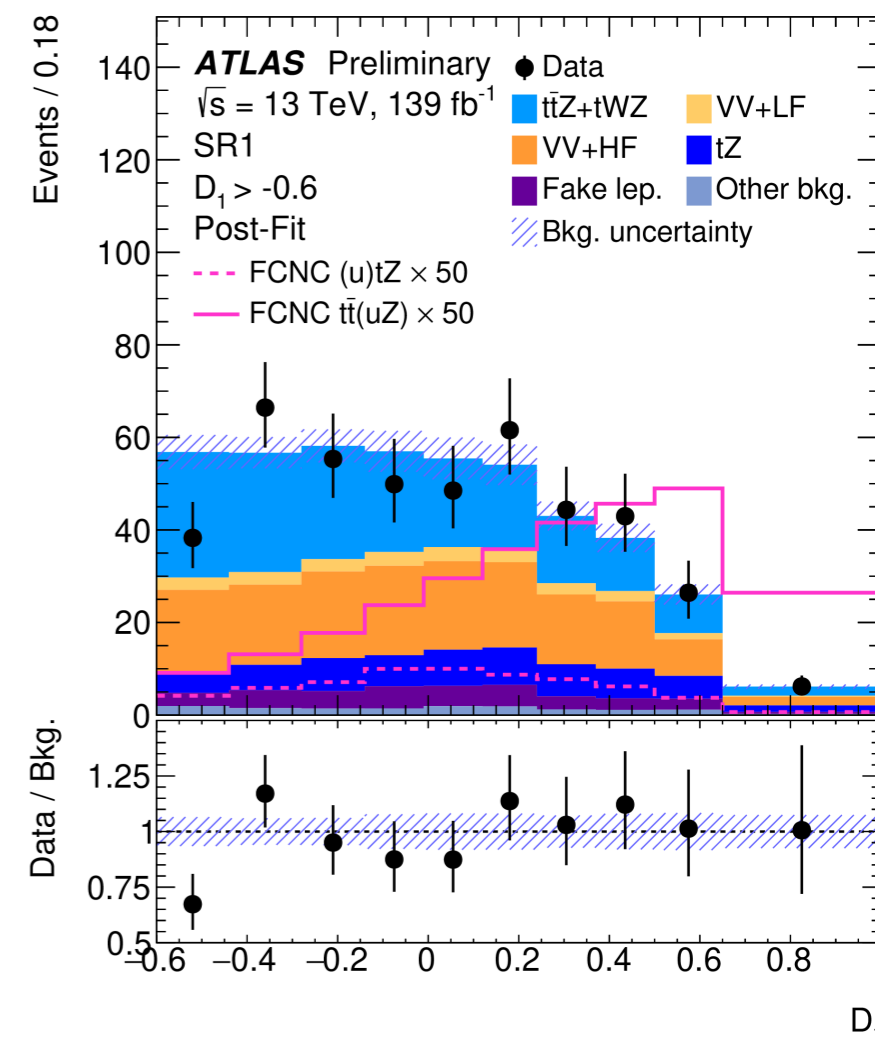 Events / 0.18
140
120
100
80
60
40
20
0
ATLAS Preliminary
√s = 13 TeV, 139 fb⁻¹
SR1
D₁ > -0.6
Post-Fit
FCNC (u)tZ × 50
FCNC tt̄(uZ) × 50
Data
tt̄Z+tWZ
VV+LF
VV+HF
tZ
Fake lep.
Other bkg.
Bkg. uncertainty
Data / Bkg.
1.25
1
0.75
0.5
−0.6 −0.4 −0.2 0 0.2 0.4 0.6 0.8